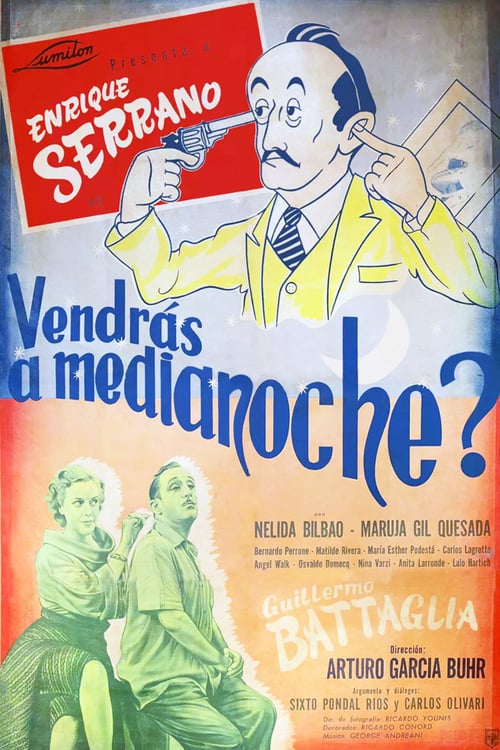 Lumiton
Presenta a
ENRIQUE
SERRANO
en
Vendrás
a medianoche?
con
NELIDA BILBAO - MARUJA GIL QUESADA
Bernardo Perrone - Matilde Rivera - María Esther Podestá - Carlos Lagrotta
Angel Walk - Osvaldo Domecq - Nina Varzi - Anita Larronde - Lalo Hartich
Guillermo
BATTAGLIA
Dirección:
ARTURO GARCIA BUHR
Argumento y diálogos:
SIXTO PONDAL RIOS y CARLOS OLIVARI
Dir. de fotografía: RICARDO YOUNIS
Decorados: RICARDO CONORD
Música: GEORGE ANDREANI